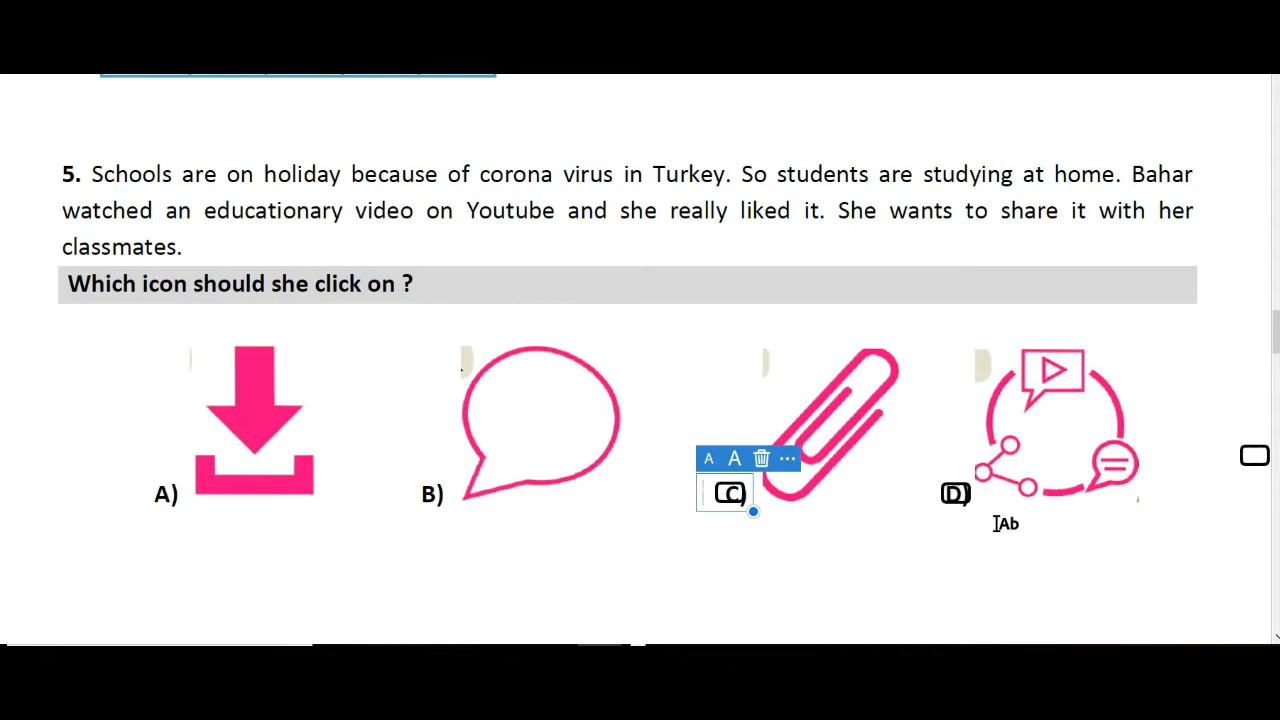 5. Schools are on holiday because of corona virus in Turkey. So students are studying at home. Bahar
watched an educationary video on Youtube and she really liked it. She wants to share it with her
classmates.
Which icon should she click on ?
A A
A) B) C) D)
Ab